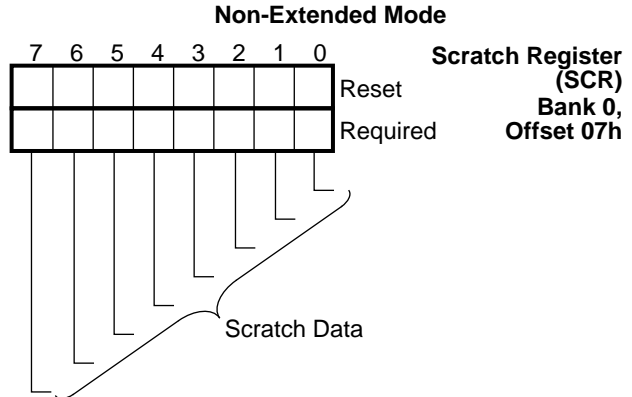 Non-Extended Mode
7 6 5 4 3 2 1 0
Reset
Required
Scratch Register
(SCR)
Bank 0,
Offset 07h
Scratch Data